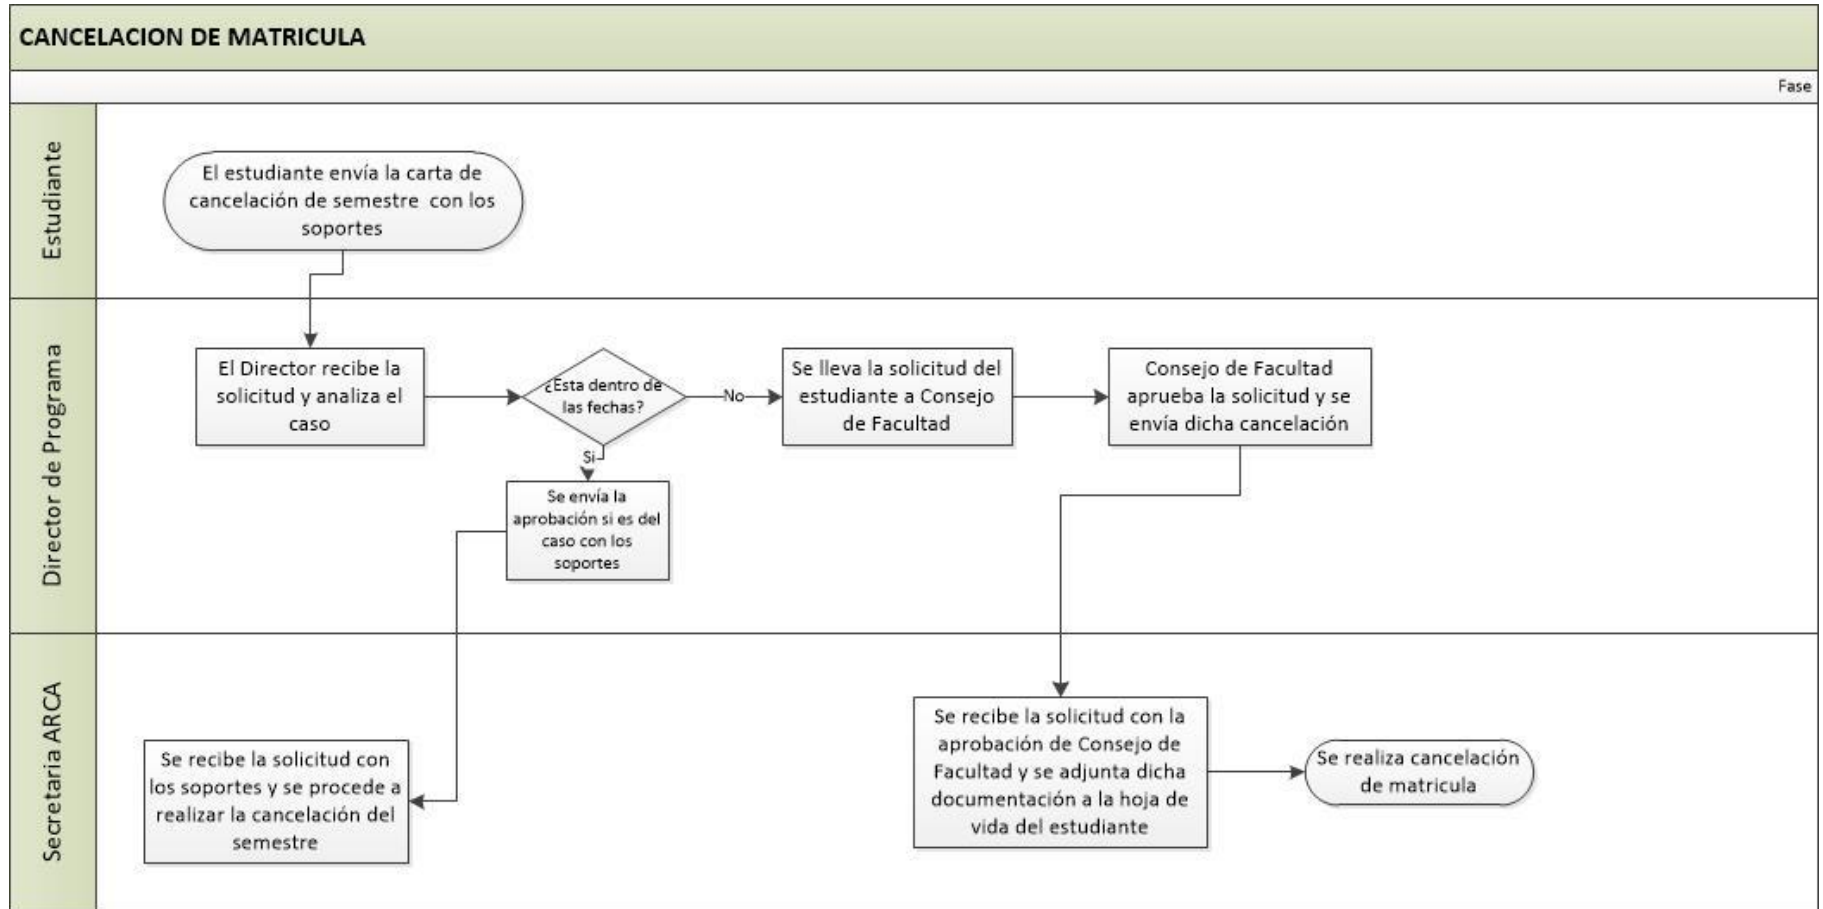 CANCELACION DE MATRICULA
Fase
Estudiante
El estudiante envía la carta de
cancelación de semestre con los
soportes
Director de Programa
El Director recibe la
solicitud y analiza el
caso
¿Esta dentro de
las fechas?
No
Se lleva la solicitud del
estudiante a Consejo
de Facultad
Consejo de Facultad
aprueba la solicitud y se
envía dicha cancelación
Si
Se envía la
aprobación si es del
caso con los
soportes
Secretaria ARCA
Se recibe la solicitud con
los soportes y se procede a
realizar la cancelación del
semestre
Se recibe la solicitud con la
aprobación de Consejo de
Facultad y se adjunta dicha
documentación a la hoja de
vida del estudiante
Se realiza cancelación
de matricula